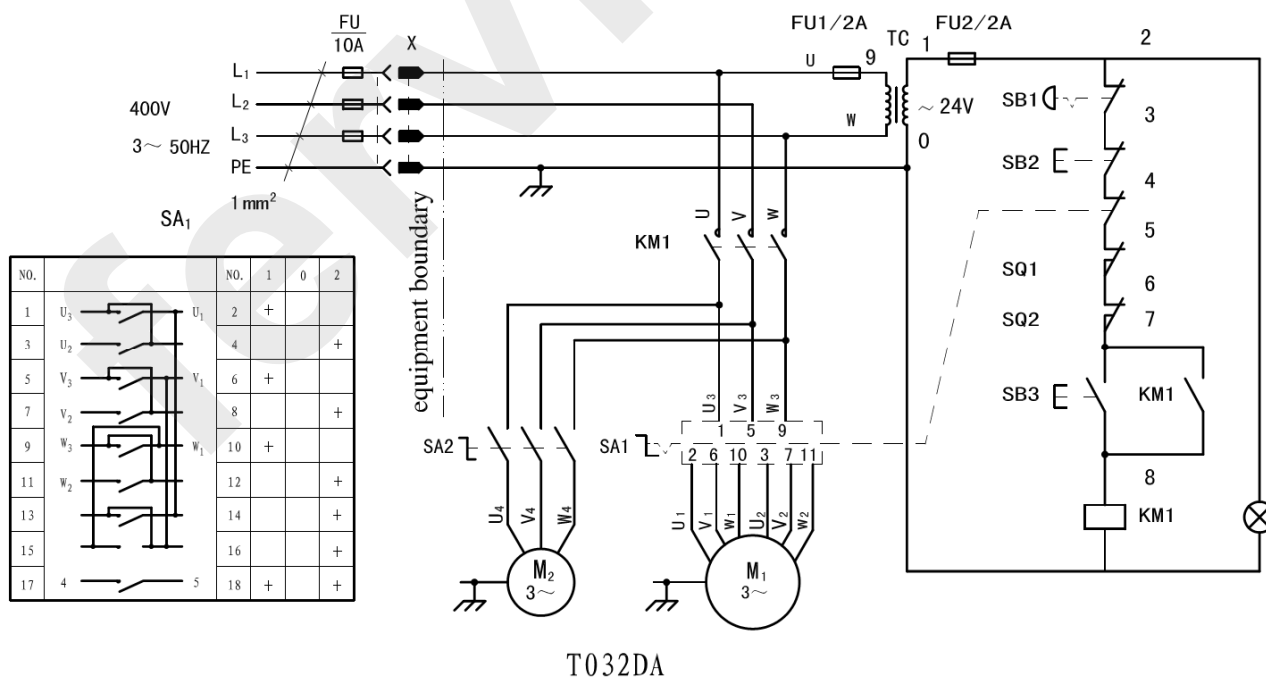 FU
10A
X
FU1/2A
TC
1
FU2/2A
2
L1
U
9
L2
400V
SB1
~ 24V
3
L3
W
3~ 50HZ
0
PE
SB2
4
1 mm²
SA1
U V W
KM1
5
SQ1
6
equipment boundary
SQ2
7
NO. NO. 1 0 2
1 U3 U1 2 +
3 U2 4 +
5 V3 V1 6 +
7 V2 8 +
9 W3 W1 10 +
11 W2 12 +
13 14 +
15 16 +
17 4 5 18 + +
SB3
KM1
U3 V3 W3
1 5 9
SA2
SA1
2 6 10 3 7 11
8
U4 V4 W4
U1 V1 W1 U2 V2 W2
KM1
M2
3~
M1
3~
T032DA
ferv